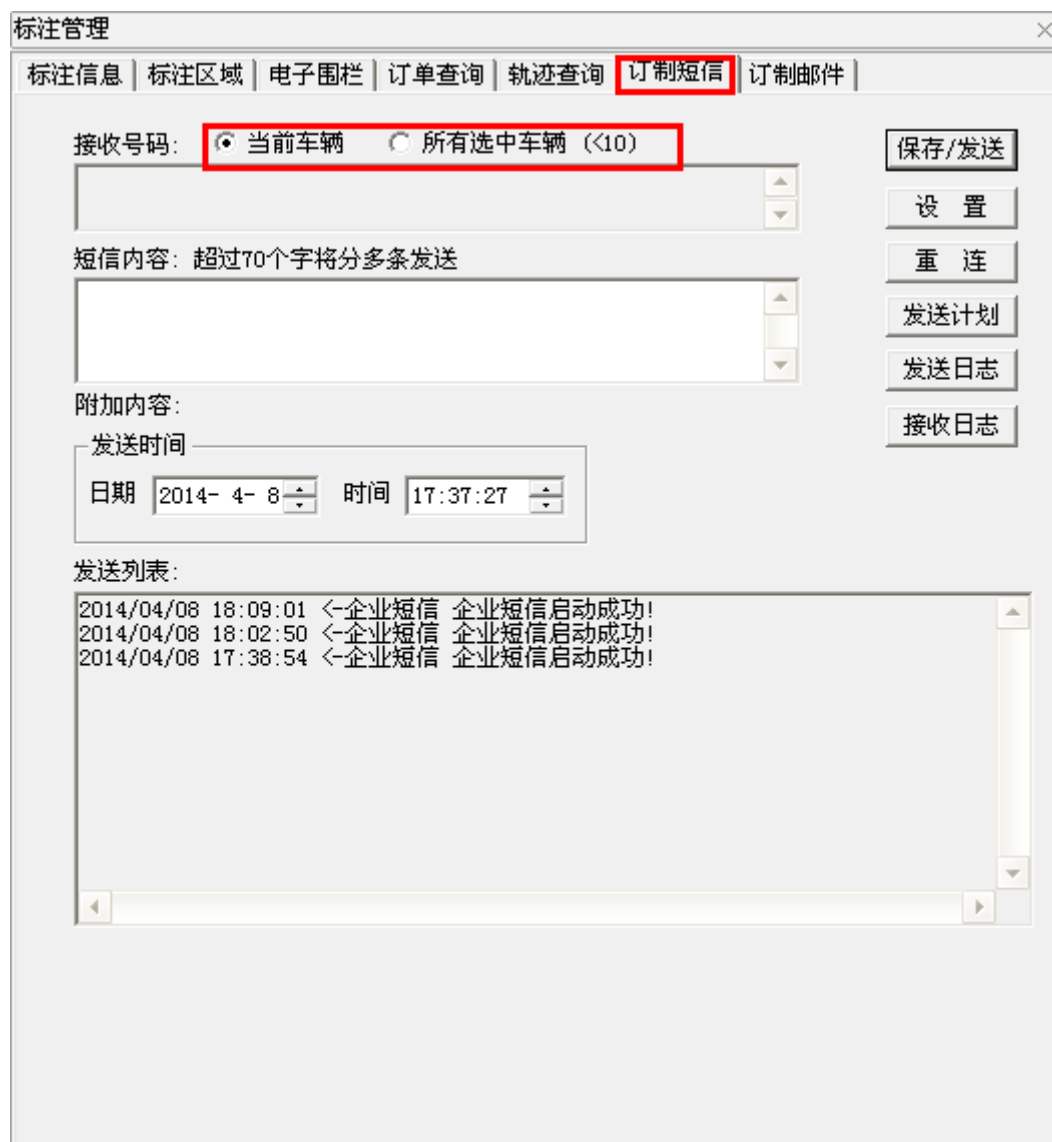 标注管理
标注信息 标注区域 电子围栏 订单查询 轨迹查询 订制短信 订制邮件
接收号码: 当前车辆 所有选中车辆 (<10)
保存/发送
设 置
短信内容: 超过70个字将分多条发送
重 连
发送计划
发送日志
附加内容:
接收日志
发送时间
日期 2014- 4- 8 时间 17:37:27
发送列表:
2014/04/08 18:09:01 <-企业短信 企业短信启动成功!
2014/04/08 18:02:50 <-企业短信 企业短信启动成功!
2014/04/08 17:38:54 <-企业短信 企业短信启动成功!